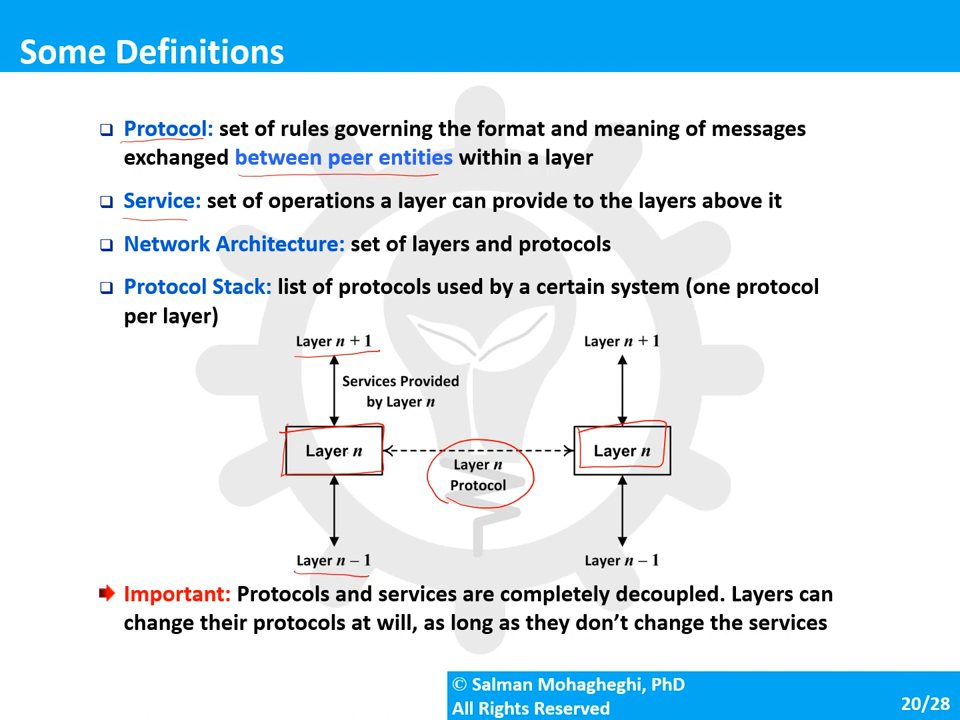 Some Definitions
❑ Protocol: set of rules governing the format and meaning of messages
exchanged between peer entities within a layer
❑ Service: set of operations a layer can provide to the layers above it
❑ Network Architecture: set of layers and protocols
❑ Protocol Stack: list of protocols used by a certain system (one protocol
per layer)
Layer n + 1
Layer n + 1
Services Provided
by Layer n
Layer n
Layer n
Protocol
Layer n
Layer n – 1
Layer n – 1
Important: Protocols and services are completely decoupled. Layers can
change their protocols at will, as long as they don’t change the services
© Salman Mohagheghi, PhD
All Rights Reserved
20/28